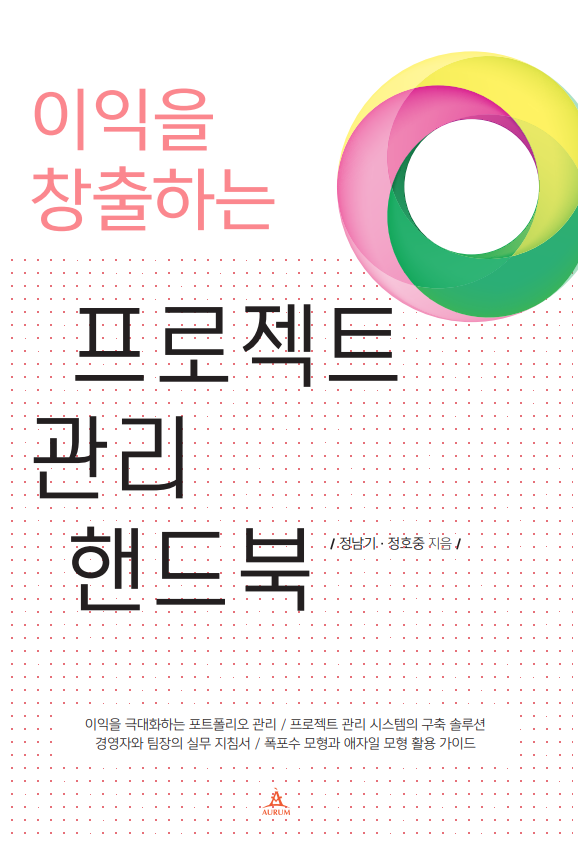 이익을
창출하는
프로젝트
관리
핸드북
/ 정남기 · 정호중 지음 /
이익을 극대화하는 포트폴리오 관리 / 프로젝트 관리 시스템의 구축 솔루션
경영자와 팀장의 실무 지침서 / 폭포수 모형과 애자일 모형 활용 가이드
AURUM